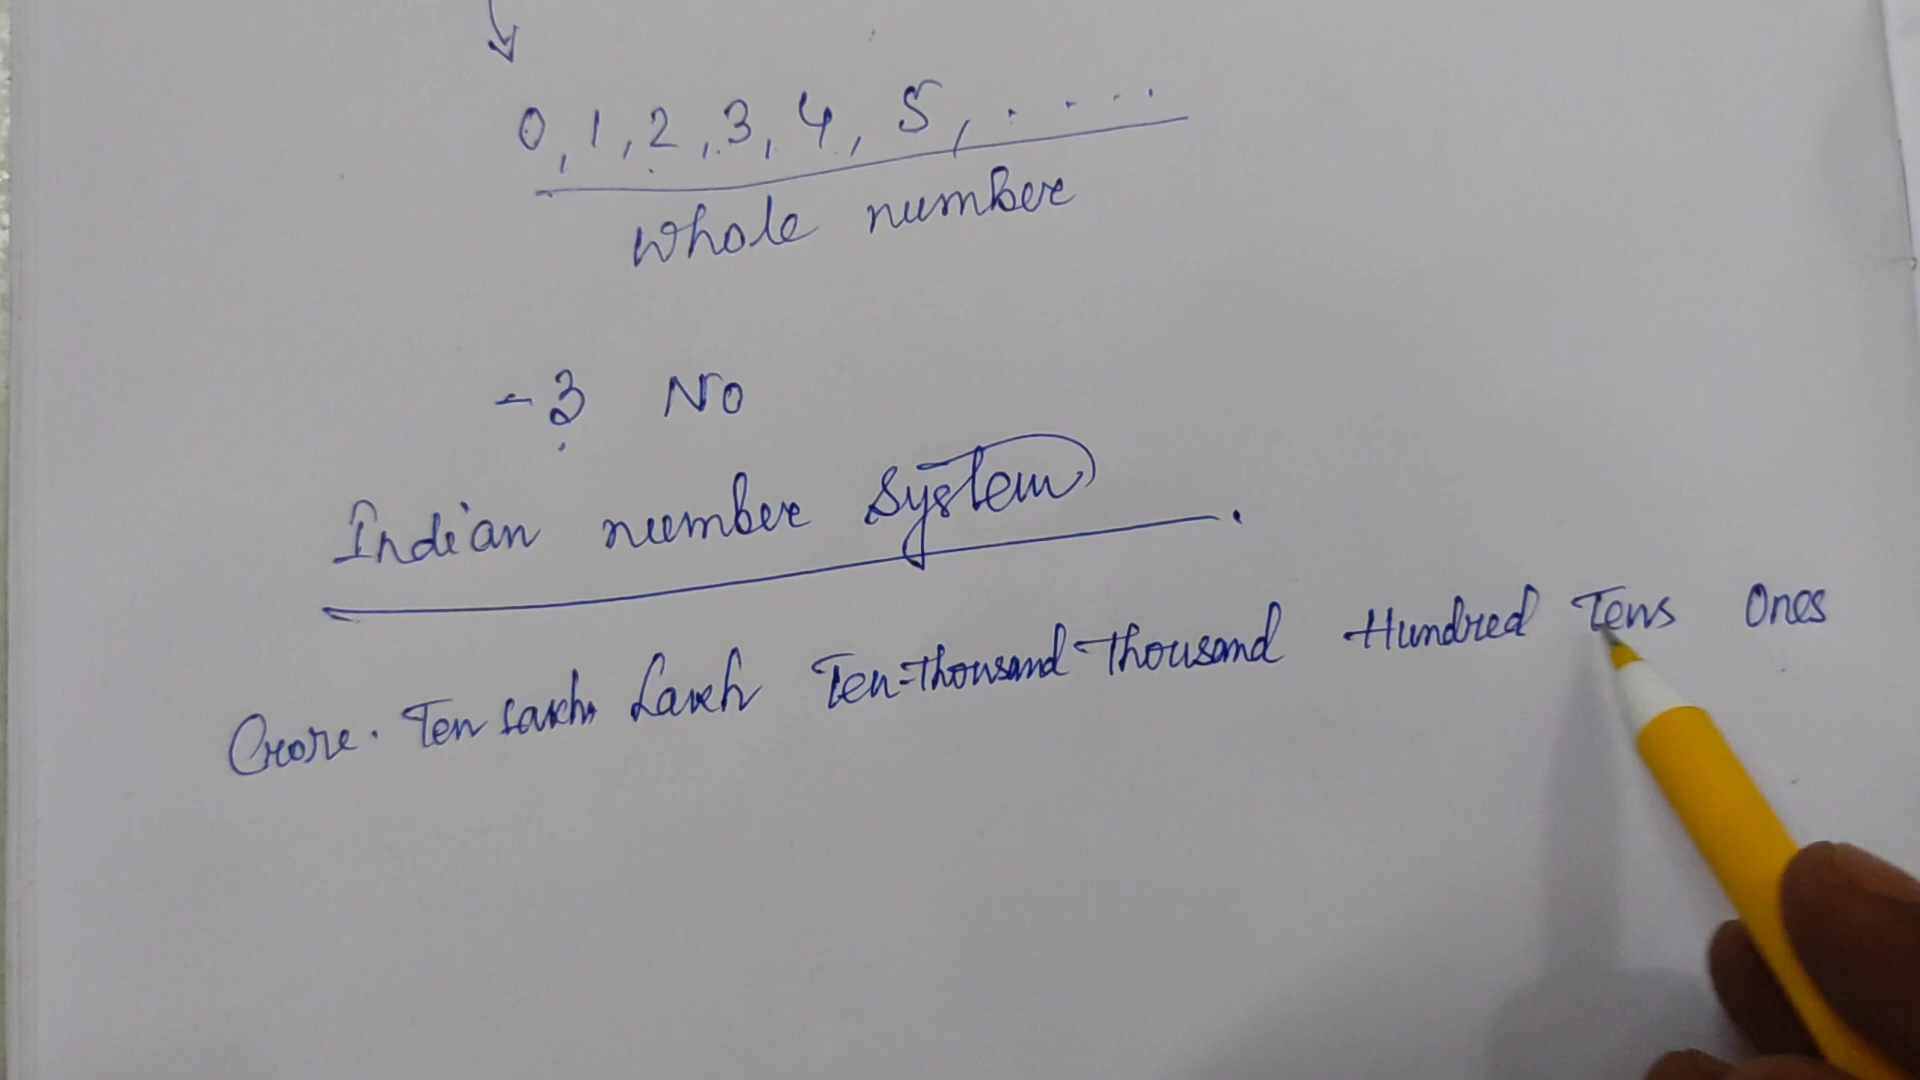 0, 1, 2, 3, 4, 5, ....
whole number
-3 No
Indian number system.
Crore. Ten Lakh Lakh Ten-thousand Thousand Hundred Tens Ones